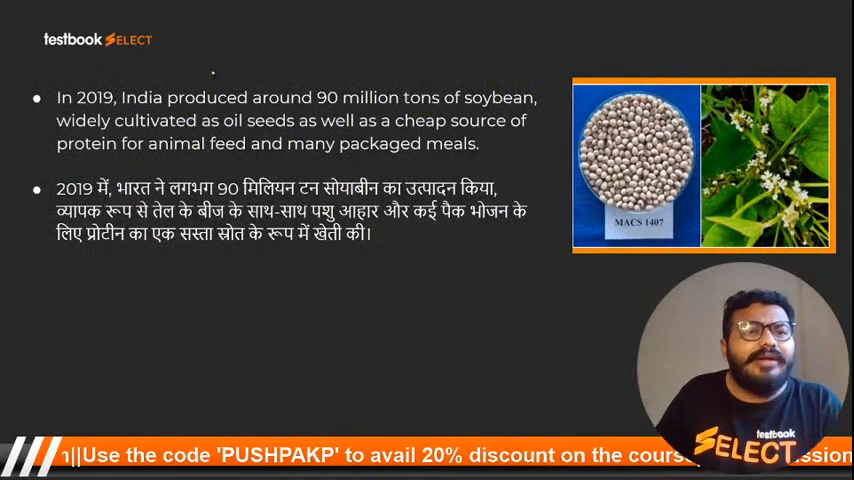 testbook SELECT
In 2019, India produced around 90 million tons of soybean,
widely cultivated as oil seeds as well as a cheap source of
protein for animal feed and many packaged meals.
2019 में, भारत ने लगभग 90 मिलियन टन सोयाबीन का उत्पादन किया,
व्यापक रूप से तेल के बीज के साथ-साथ पशु आहार और कई पैक भोजन के
लिए प्रोटीन का एक सस्ता स्रोत के रूप में खेती की।
MACS 1407
testbook
SELECT
||Use the code 'PUSHPAKP' to avail 20% discount on the